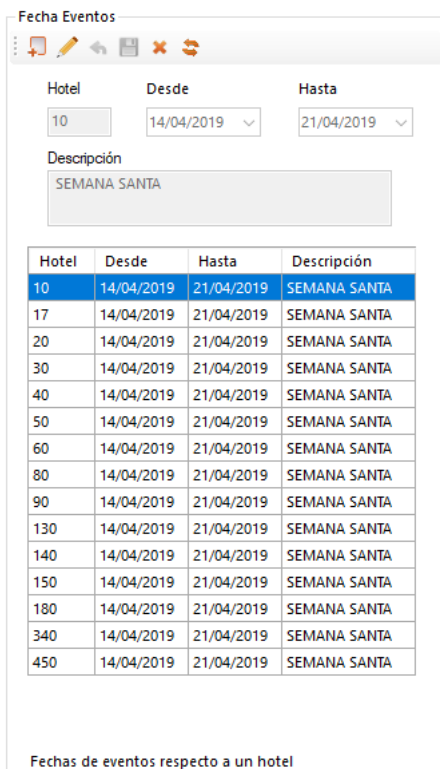 Fecha Eventos
Hotel Desde Hasta
10 14/04/2019 21/04/2019
Descripción
SEMANA SANTA
Hotel Desde Hasta Descripción
10 14/04/2019 21/04/2019 SEMANA SANTA
17 14/04/2019 21/04/2019 SEMANA SANTA
20 14/04/2019 21/04/2019 SEMANA SANTA
30 14/04/2019 21/04/2019 SEMANA SANTA
40 14/04/2019 21/04/2019 SEMANA SANTA
50 14/04/2019 21/04/2019 SEMANA SANTA
60 14/04/2019 21/04/2019 SEMANA SANTA
80 14/04/2019 21/04/2019 SEMANA SANTA
90 14/04/2019 21/04/2019 SEMANA SANTA
130 14/04/2019 21/04/2019 SEMANA SANTA
140 14/04/2019 21/04/2019 SEMANA SANTA
150 14/04/2019 21/04/2019 SEMANA SANTA
180 14/04/2019 21/04/2019 SEMANA SANTA
340 14/04/2019 21/04/2019 SEMANA SANTA
450 14/04/2019 21/04/2019 SEMANA SANTA
Fechas de eventos respecto a un hotel